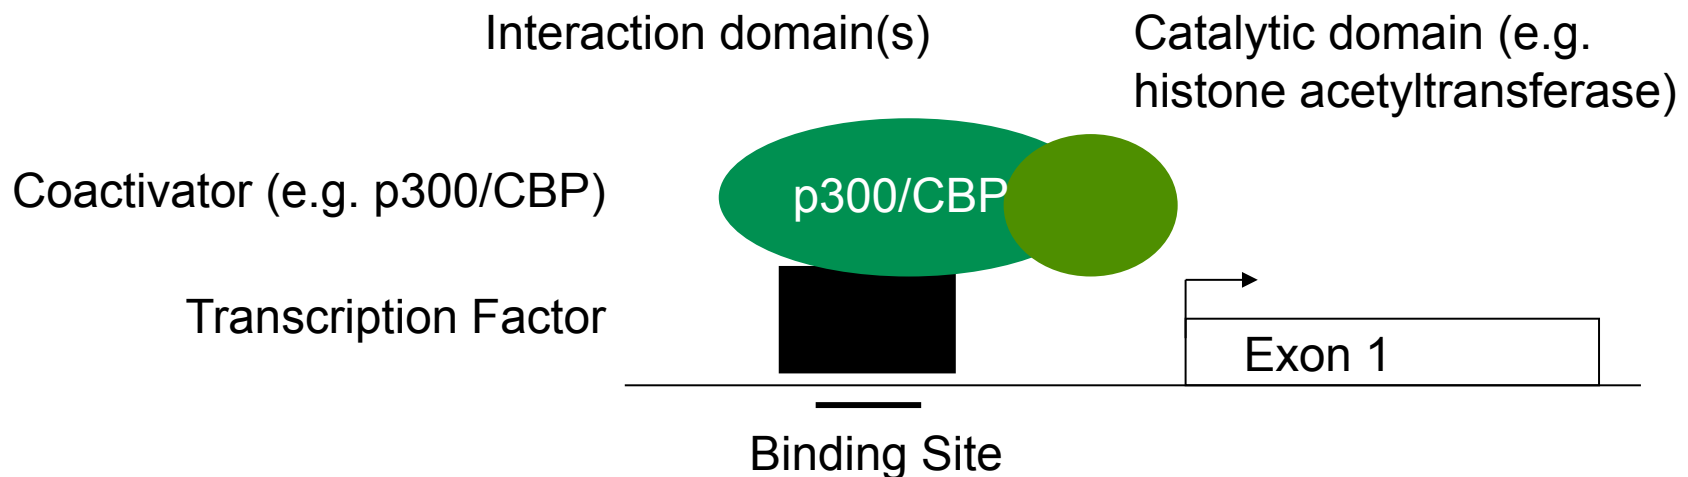 Interaction domain(s)
Catalytic domain (e.g.
histone acetyltransferase)
Coactivator (e.g. p300/CBP)
p300/CBP
Transcription Factor
Exon 1
Binding Site